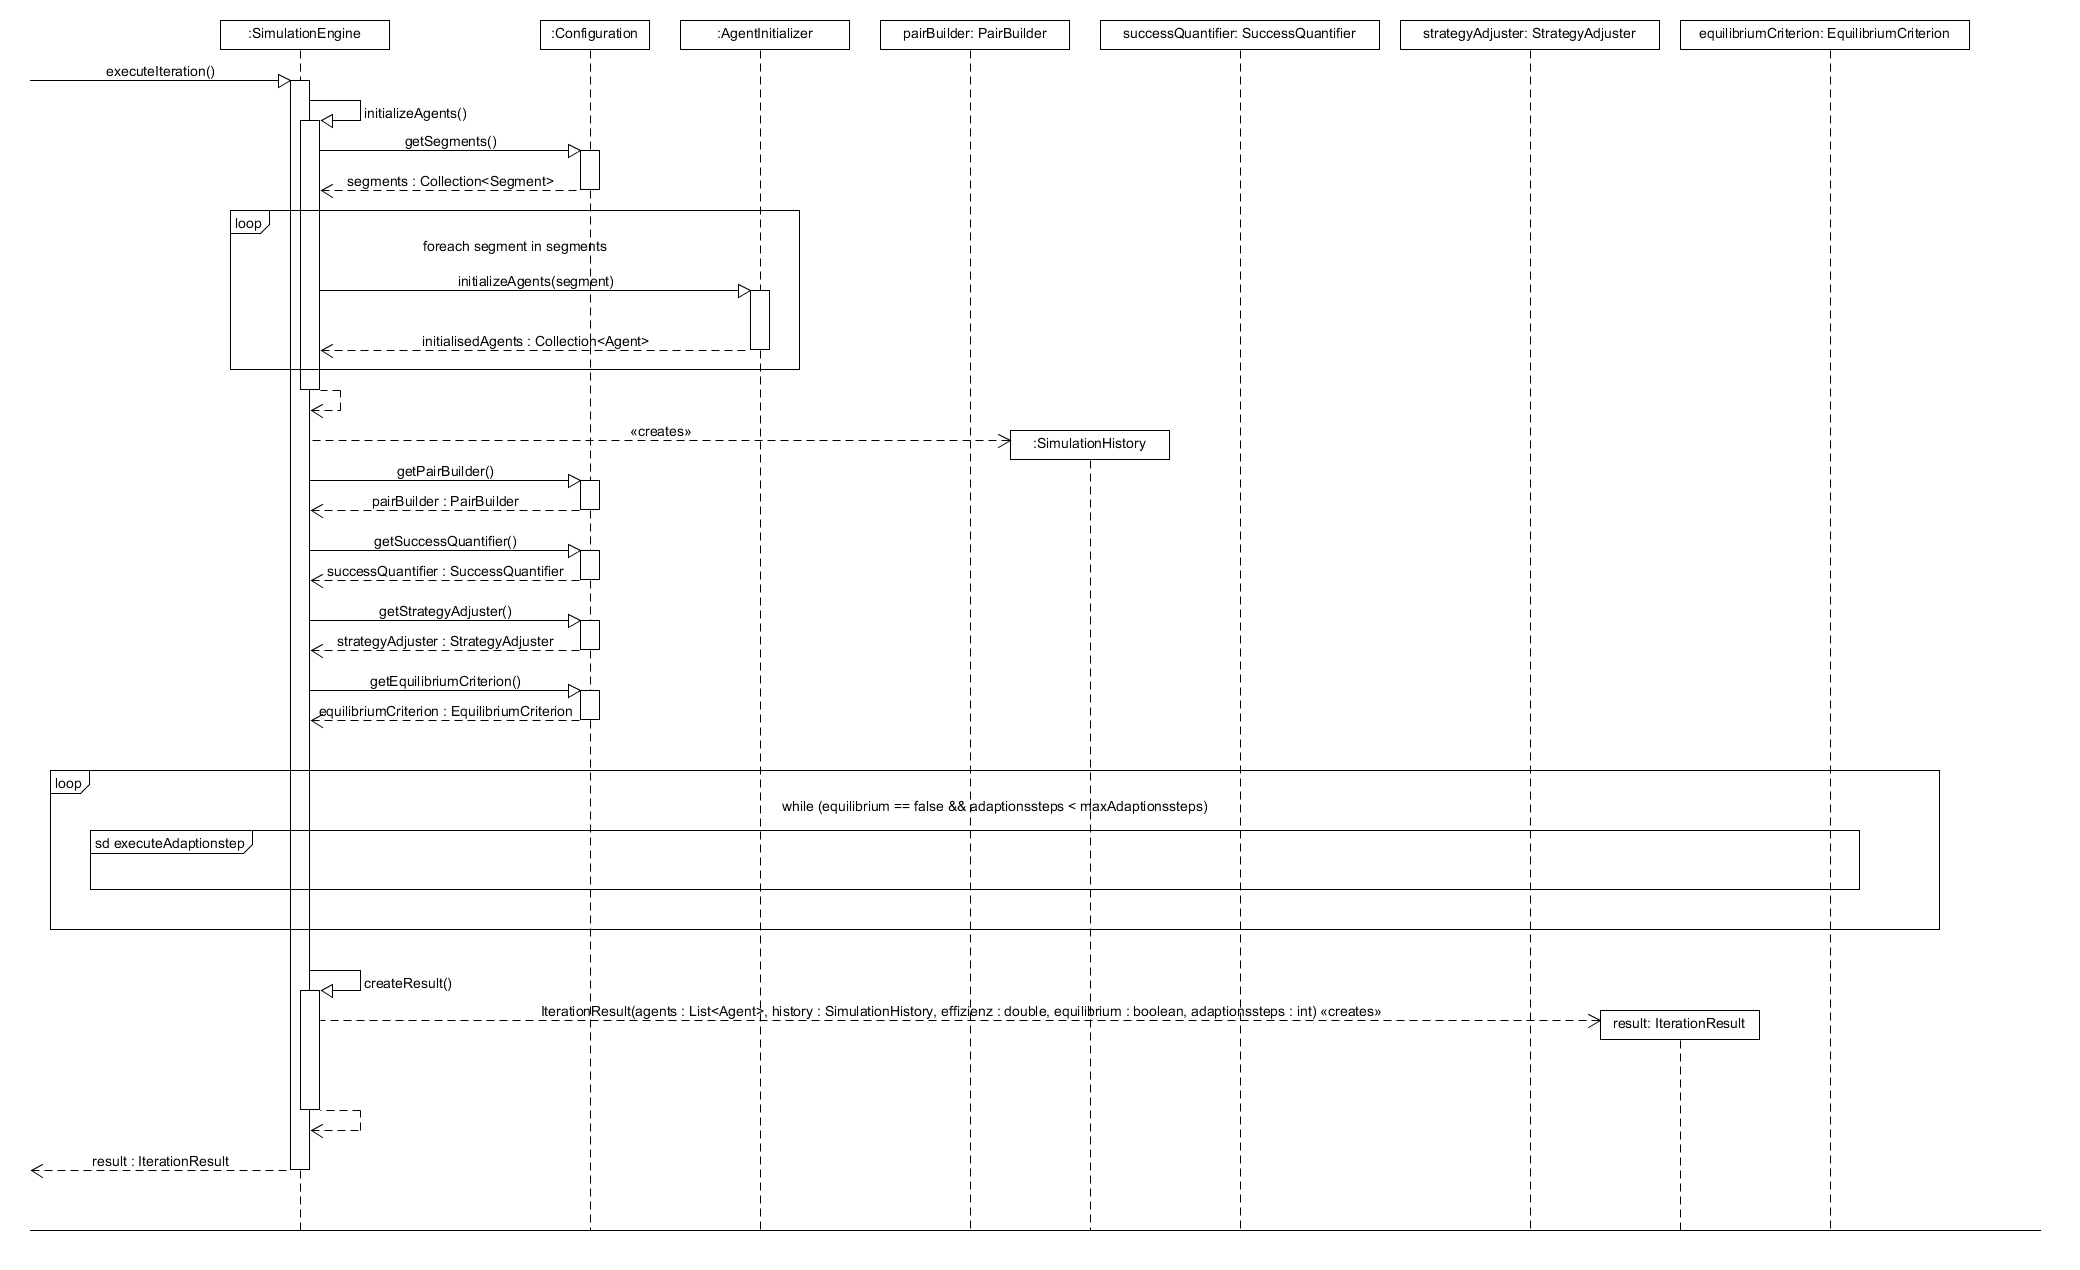 :SimulationEngine
:Configuration
:AgentInitializer
pairBuilder: PairBuilder
successQuantifier: SuccessQuantifier
strategyAdjuster: StrategyAdjuster
equilibriumCriterion: EquilibriumCriterion
executeIteration()
initializeAgents()
getSegments()
segments : Collection<Segment>
loop
foreach segment in segments
initializeAgents(segment)
initialisedAgents : Collection<Agent>
«creates»
:SimulationHistory
getPairBuilder()
pairBuilder : PairBuilder
getSuccessQuantifier()
successQuantifier : SuccessQuantifier
getStrategyAdjuster()
strategyAdjuster : StrategyAdjuster
getEquilibriumCriterion()
equilibriumCriterion : EquilibriumCriterion
loop
while (equilibrium == false && adaptionssteps < maxAdaptionssteps)
sd executeAdaptionstep
createResult()
IterationResult(agents : List<Agent>, history : SimulationHistory, effizienz : double, equilibrium : boolean, adaptionssteps : int) «creates»
result: IterationResult
result : IterationResult